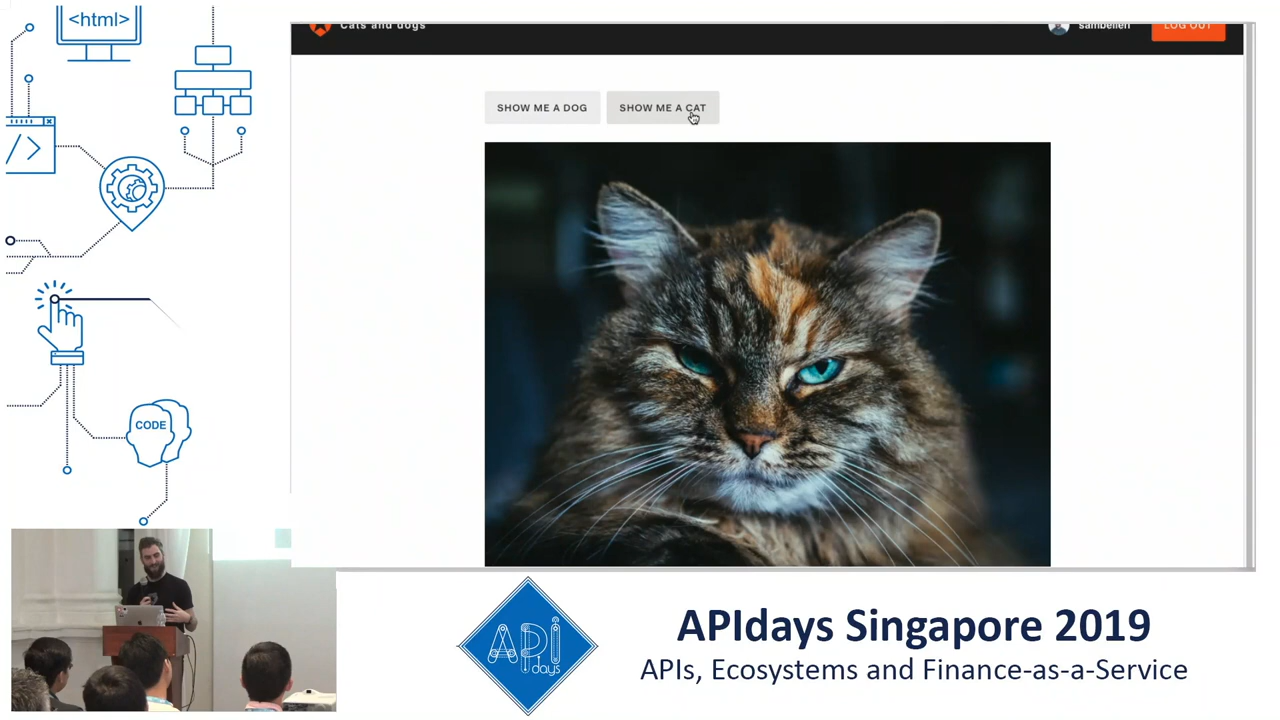 <html>
Cats and dogs
sambellen
LOG OUT
SHOW ME A DOG
SHOW ME A CAT
</>
CODE
API
days
APIdays Singapore 2019
APIs, Ecosystems and Finance-as-a-Service